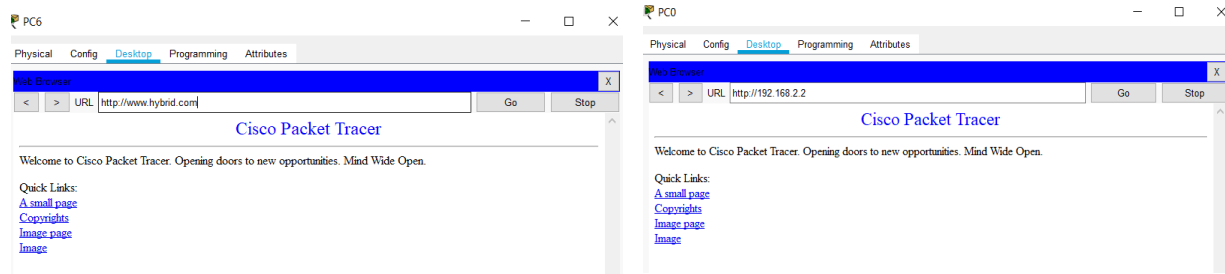 PC6
Physical Config Desktop Programming Attributes
Web Browser X
< > URL http://www.hybrid.com Go Stop
Cisco Packet Tracer
Welcome to Cisco Packet Tracer. Opening doors to new opportunities. Mind Wide Open.
Quick Links:
A small page
Copyrights
Image page
Image
PC0
Physical Config Desktop Programming Attributes
Web Browser X
< > URL http://192.168.2.2 Go Stop
Cisco Packet Tracer
Welcome to Cisco Packet Tracer. Opening doors to new opportunities. Mind Wide Open.
Quick Links:
A small page
Copyrights
Image page
Image